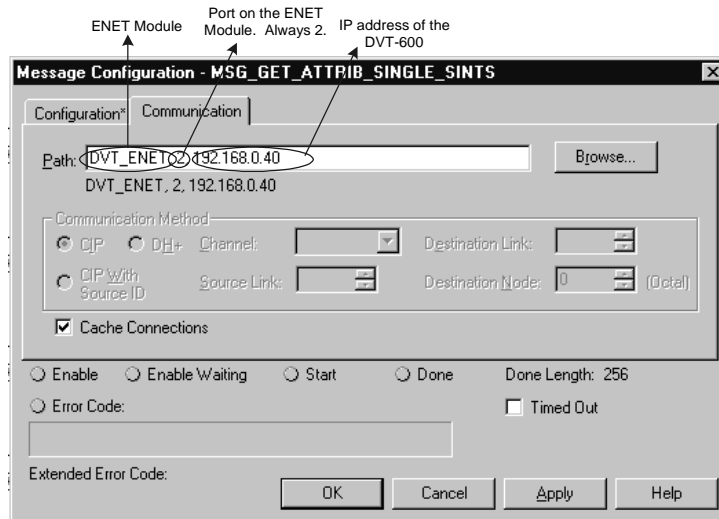 ENET Module
Port on the ENET
Module. Always 2.
IP address of the
DVT-600
Message Configuration - MSG_GET_ATTRIB_SINGLE_SINTS
Configuration* Communication
Path: DVT_ENET, 2, 192.168.0.40 Browse...
DVT_ENET, 2, 192.168.0.40
Communication Method
CIP DH+ Channel: Destination Link:
CIP With
Source ID Source Link: Destination Node: 0 (Octal)
Cache Connections
Enable Enable Waiting Start Done Done Length: 256
Error Code: Timed Out
Extended Error Code:
OK Cancel Apply Help